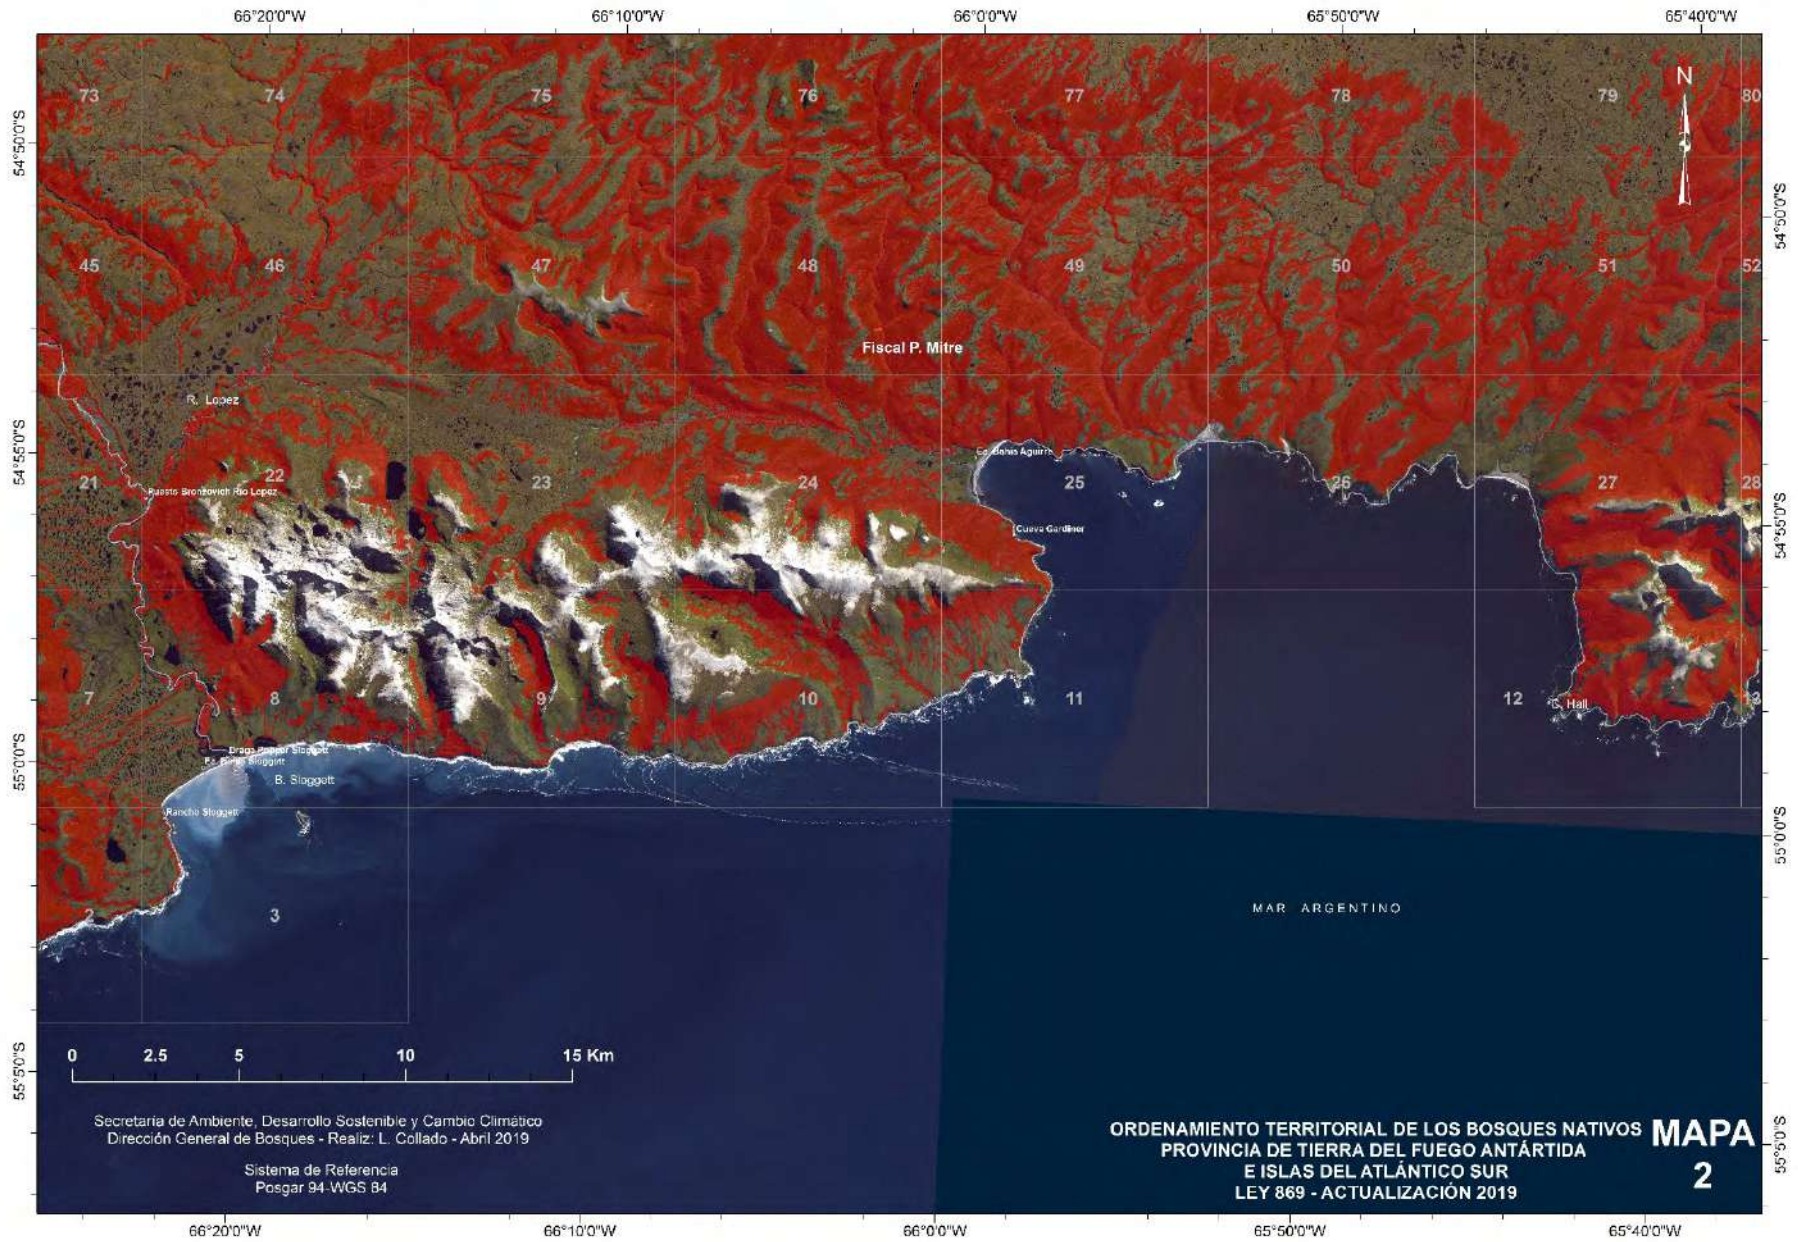 66°20'0"W 66°10'0"W 66°0'0"W 65°50'0"W 65°40'0"W
73 74 75 76 77 78 79 80
N
54°50'0"S
54°50'0"S
45 46 47 48 49 50 51 52
Fiscal P. Mitre
R. Lopez
54°55'0"S
Ea. Bahia Aguirre
21 22 23 24 25 26 27 28
Puesto Bronzovich Rio Lopez
54°55'0"S
Cueva Gardiner
7 8 9 10 11 12 13
C. Hall
Draga Popper Sloggett
Ea. Bahia Sloggett
55°0'0"S
B. Sloggett
Rancho Sloggett
55°0'0"S
2 3
MAR ARGENTINO
0 2.5 5 10 15 Km
55°5'0"S
Secretaría de Ambiente, Desarrollo Sostenible y Cambio Climático
Dirección General de Bosques - Realiz: L. Collado - Abril 2019
Sistema de Referencia
Posgar 94-WGS 84
ORDENAMIENTO TERRITORIAL DE LOS BOSQUES NATIVOS
PROVINCIA DE TIERRA DEL FUEGO ANTÁRTIDA
E ISLAS DEL ATLÁNTICO SUR
LEY 869 - ACTUALIZACIÓN 2019
MAPA
2
55°5'0"S
66°20'0"W 66°10'0"W 66°0'0"W 65°50'0"W 65°40'0"W